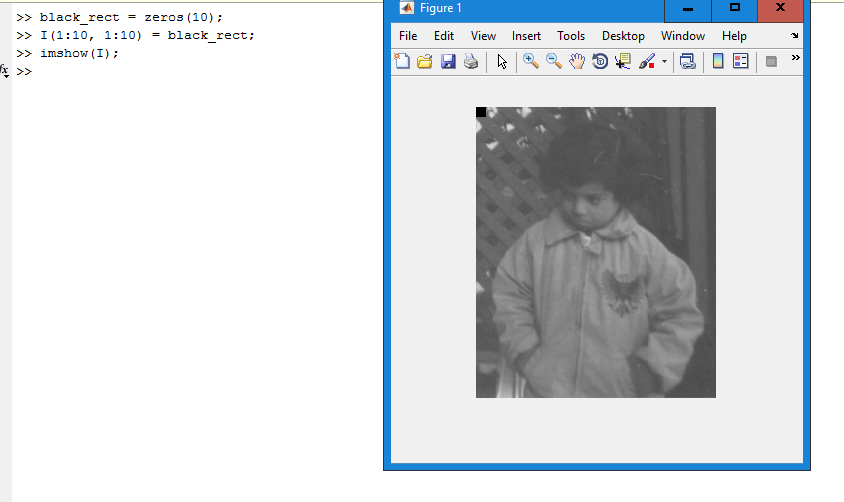 >> black_rect = zeros(10);
>> I(1:10, 1:10) = black_rect;
>> imshow(I);
fx >>
Figure 1
File Edit View Insert Tools Desktop Window Help